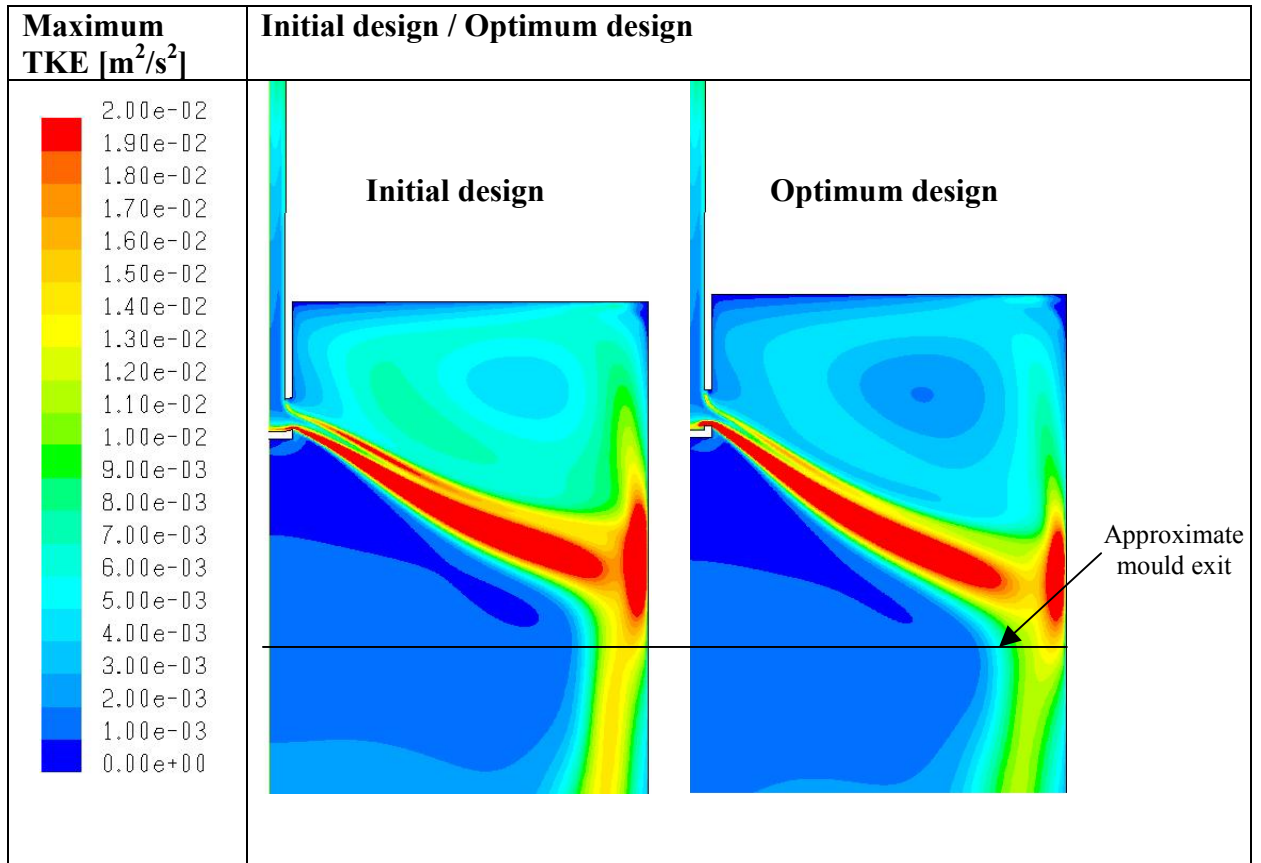 Maximum
TKE [m²/s²]
Initial design / Optimum design
2.00e-02
1.90e-02
1.80e-02
1.70e-02
1.60e-02
1.50e-02
1.40e-02
1.30e-02
1.20e-02
1.10e-02
1.00e-02
9.00e-03
8.00e-03
7.00e-03
6.00e-03
5.00e-03
4.00e-03
3.00e-03
2.00e-03
1.00e-03
0.00e+00
Initial design
Optimum design
Approximate
mould exit